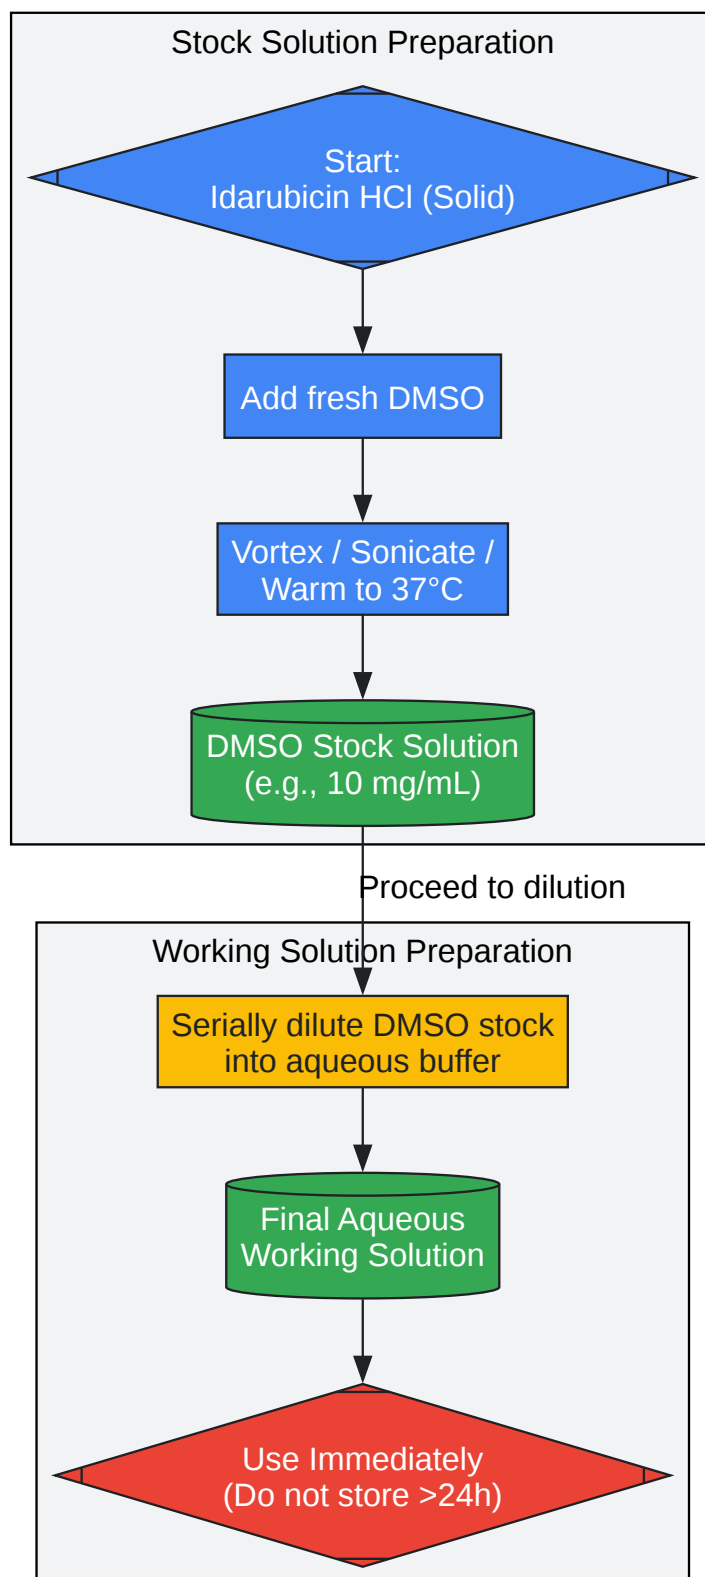 Stock Solution Preparation
Start:
Idarubicin HCl (Solid)
Add fresh DMSO
Vortex / Sonicate /
Warm to 37°C
DMSO Stock Solution
(e.g., 10 mg/mL)
Proceed to dilution
Working Solution Preparation
Serially dilute DMSO stock
into aqueous buffer
Final Aqueous
Working Solution
Use Immediately
(Do not store >24h)